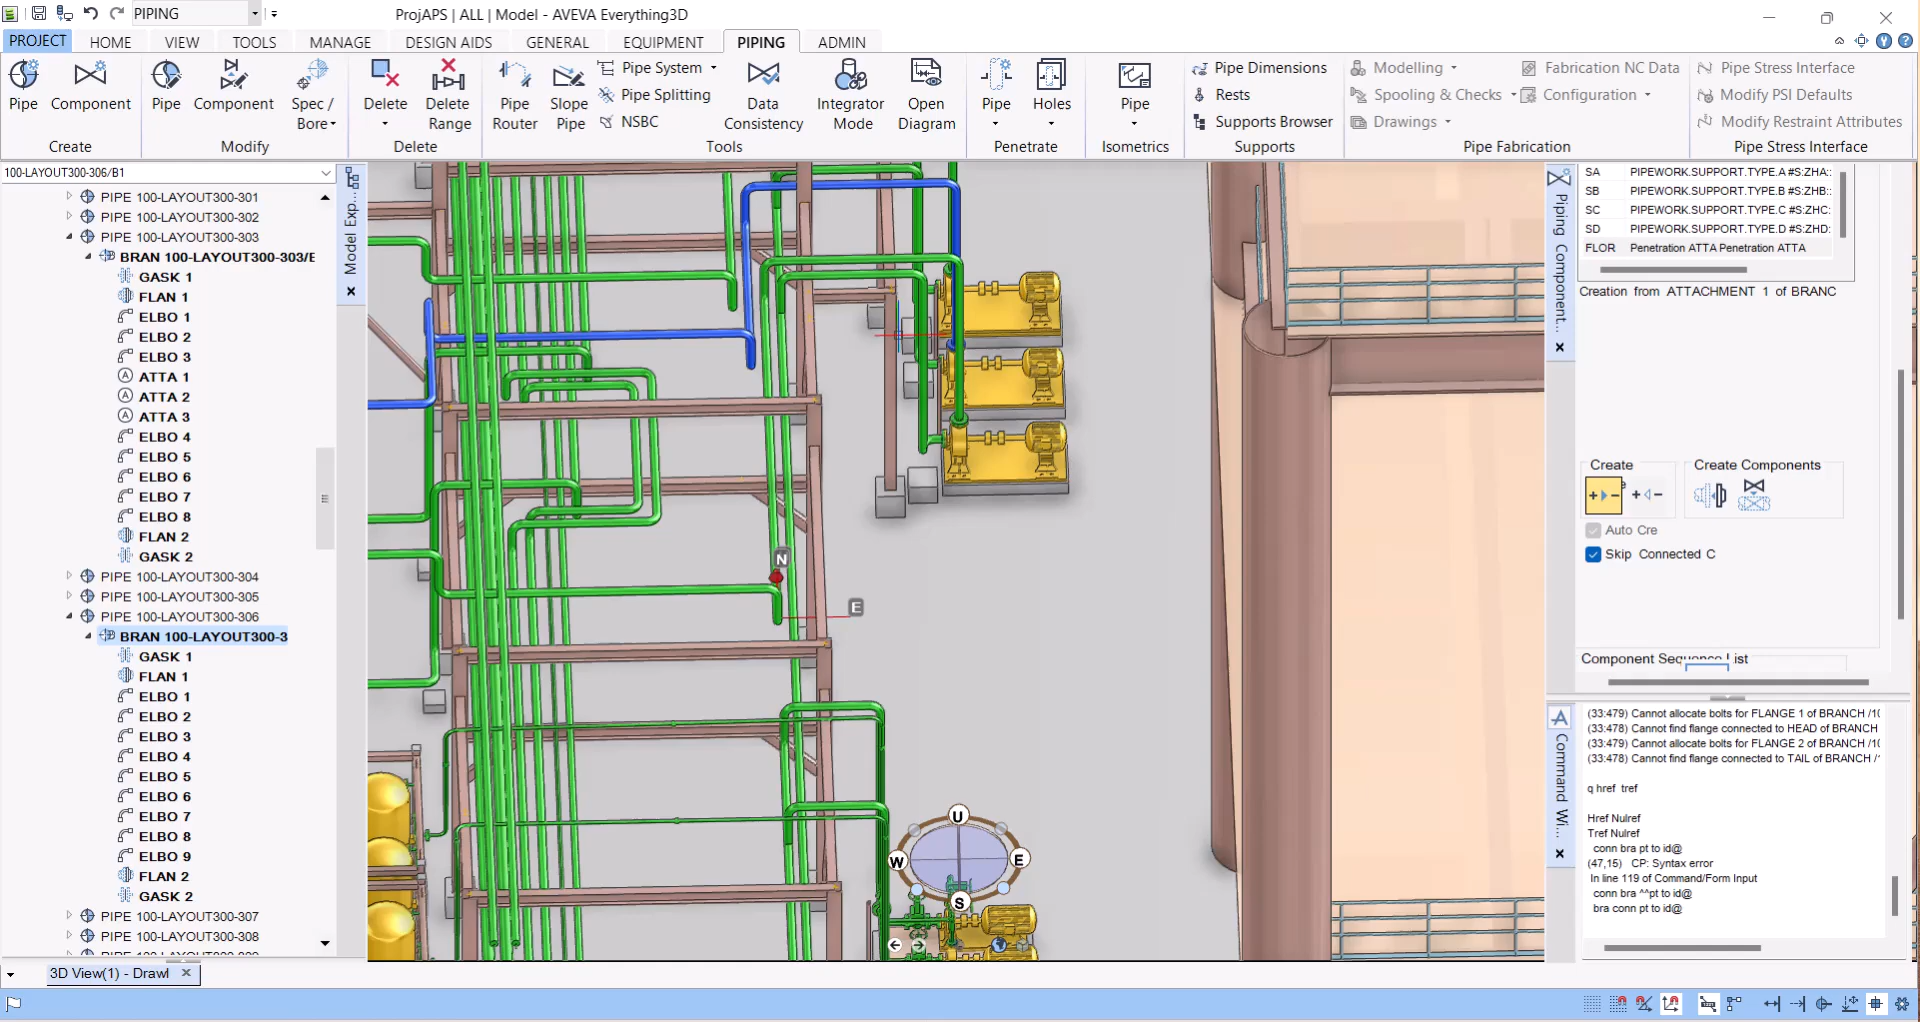 PIPING
ProjAPS | ALL | Model - AVEVA Everything3D
PROJECT HOME VIEW TOOLS MANAGE DESIGN AIDS GENERAL EQUIPMENT PIPING ADMIN
Pipe Component
Create
Pipe Component Spec / Bore
Modify
Delete Delete Range
Delete
Pipe Router Slope Pipe
Pipe System
Pipe Splitting
NSBC
Data Consistency
Integrator Mode
Open Diagram
Tools
Pipe Holes
Penetrate
Pipe
Isometrics
Pipe Dimensions
Rests
Supports Browser
Supports
Modelling
Spooling & Checks
Drawings
Fabrication NC Data
Configuration
Pipe Fabrication
Pipe Stress Interface
Modify PSI Defaults
Modify Restraint Attributes
Pipe Stress Interface
100-LAYOUT300-306/B1
PIPE 100-LAYOUT300-301
PIPE 100-LAYOUT300-302
PIPE 100-LAYOUT300-303
BRAN 100-LAYOUT300-303/E
GASK 1
FLAN 1
ELBO 1
ELBO 2
ELBO 3
ATTA 1
ATTA 2
ATTA 3
ELBO 4
ELBO 5
ELBO 6
ELBO 7
ELBO 8
FLAN 2
GASK 2
PIPE 100-LAYOUT300-304
PIPE 100-LAYOUT300-305
PIPE 100-LAYOUT300-306
BRAN 100-LAYOUT300-3
GASK 1
FLAN 1
ELBO 1
ELBO 2
ELBO 3
ELBO 4
ELBO 5
ELBO 6
ELBO 7
ELBO 8
ELBO 9
FLAN 2
GASK 2
PIPE 100-LAYOUT300-307
PIPE 100-LAYOUT300-308
Model Exp...
N
E
U
W
E
S
Piping Component...
SA PIPEWORK.SUPPORT.TYPE.A #S:ZHA:
SB PIPEWORK.SUPPORT.TYPE.B #S:ZHB:
SC PIPEWORK.SUPPORT.TYPE.C #S:ZHC:
SD PIPEWORK.SUPPORT.TYPE.D #S:ZHD:
FLOR Penetration ATTA Penetration ATTA
Creation from ATTACHMENT 1 of BRANC
Create
Create Components
Auto Cre
Skip Connected C
Component Sequence List
Command Wi...
(33:479) Cannot allocate bolts for FLANGE 1 of BRANCH /10
(33:478) Cannot find flange connected to HEAD of BRANCH
(33:479) Cannot allocate bolts for FLANGE 2 of BRANCH /10
(33:478) Cannot find flange connected to TAIL of BRANCH /
q href tref
Href Nulref
Tref Nulref
conn bra pt to id@
(47,15) CP: Syntax error
In line 119 of Command/Form Input
conn bra ^^pt to id@
bra conn pt to id@
3D View(1) - Drawl